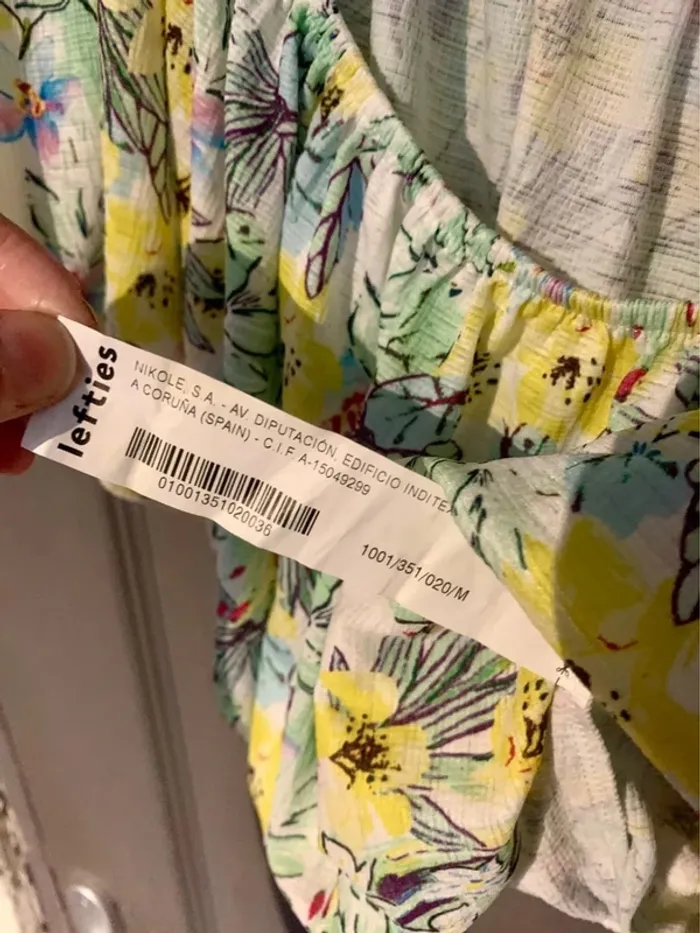 lefties
NIKOLE, S.A. - AV. DIPUTACIÓN, EDIFICIO INDITEX
A CORUÑA (SPAIN) - C.I.F A-15049299
01001351020036
1001/351/020/M